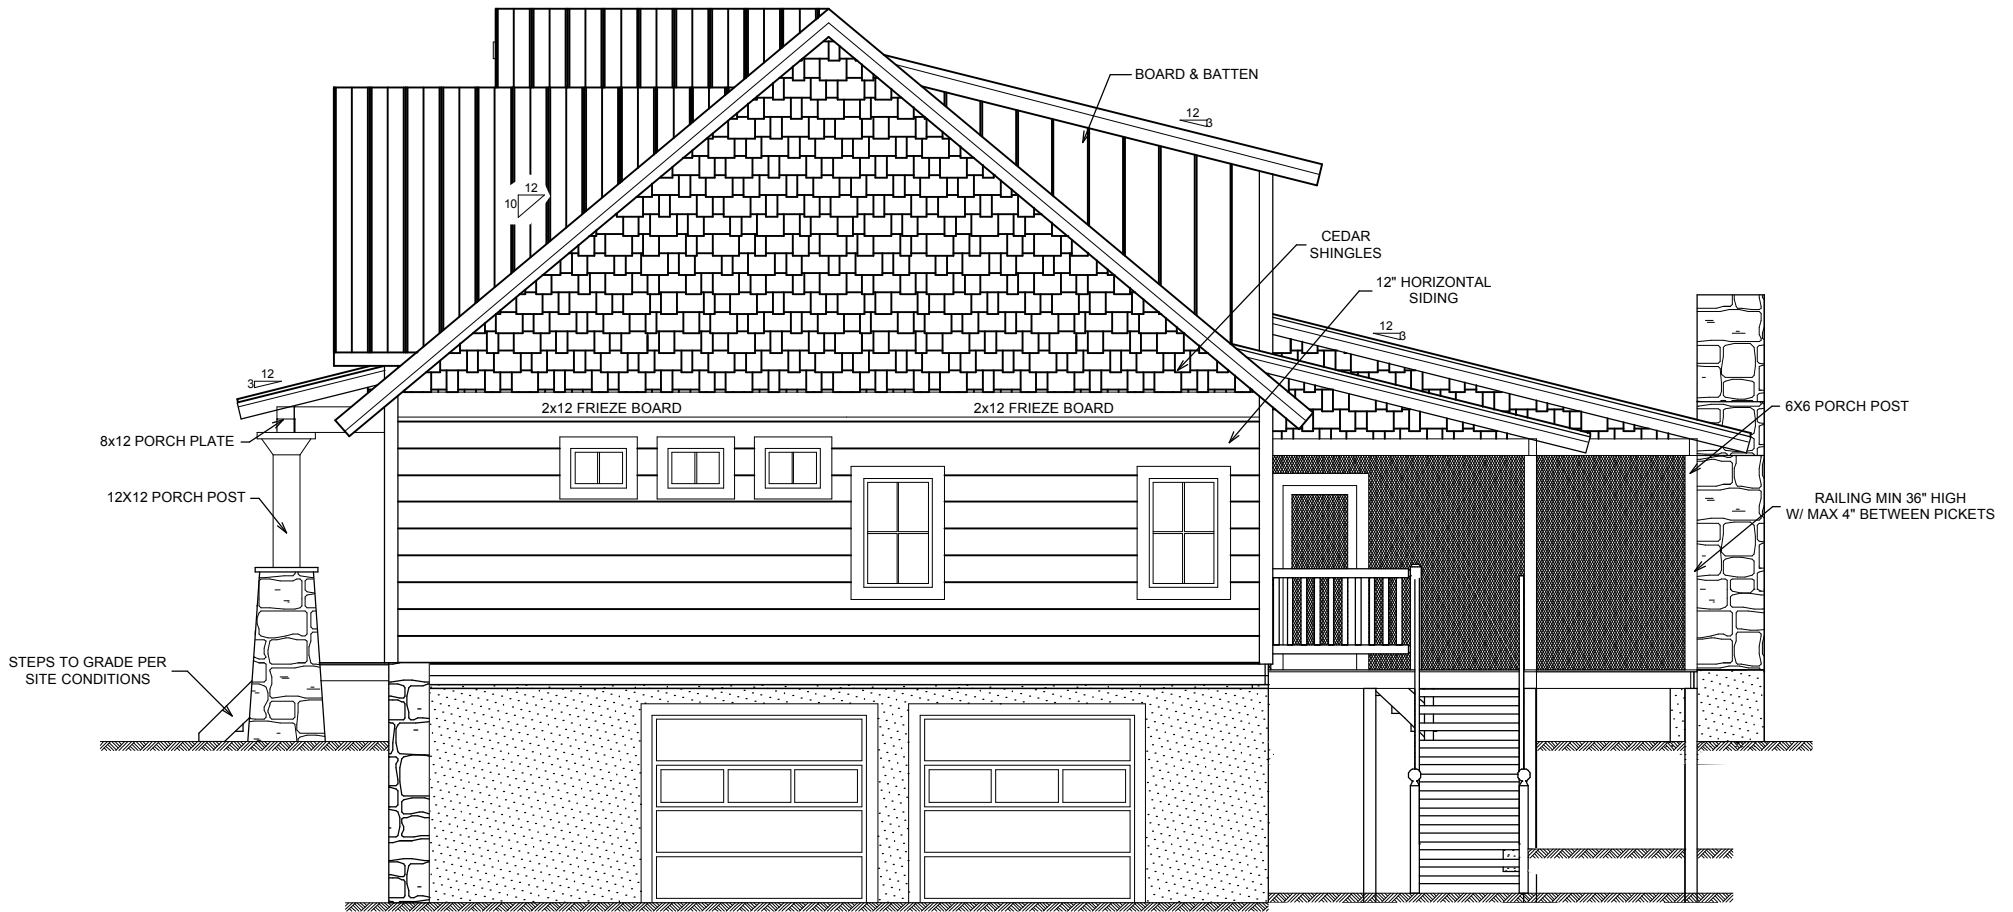 BOARD & BATTEN
12
3
12
10
CEDAR
SHINGLES
12" HORIZONTAL
SIDING
12
3
12
3
2x12 FRIEZE BOARD
2x12 FRIEZE BOARD
6X6 PORCH POST
8x12 PORCH PLATE
12X12 PORCH POST
RAILING MIN 36" HIGH
W/ MAX 4" BETWEEN PICKETS
STEPS TO GRADE PER
SITE CONDITIONS